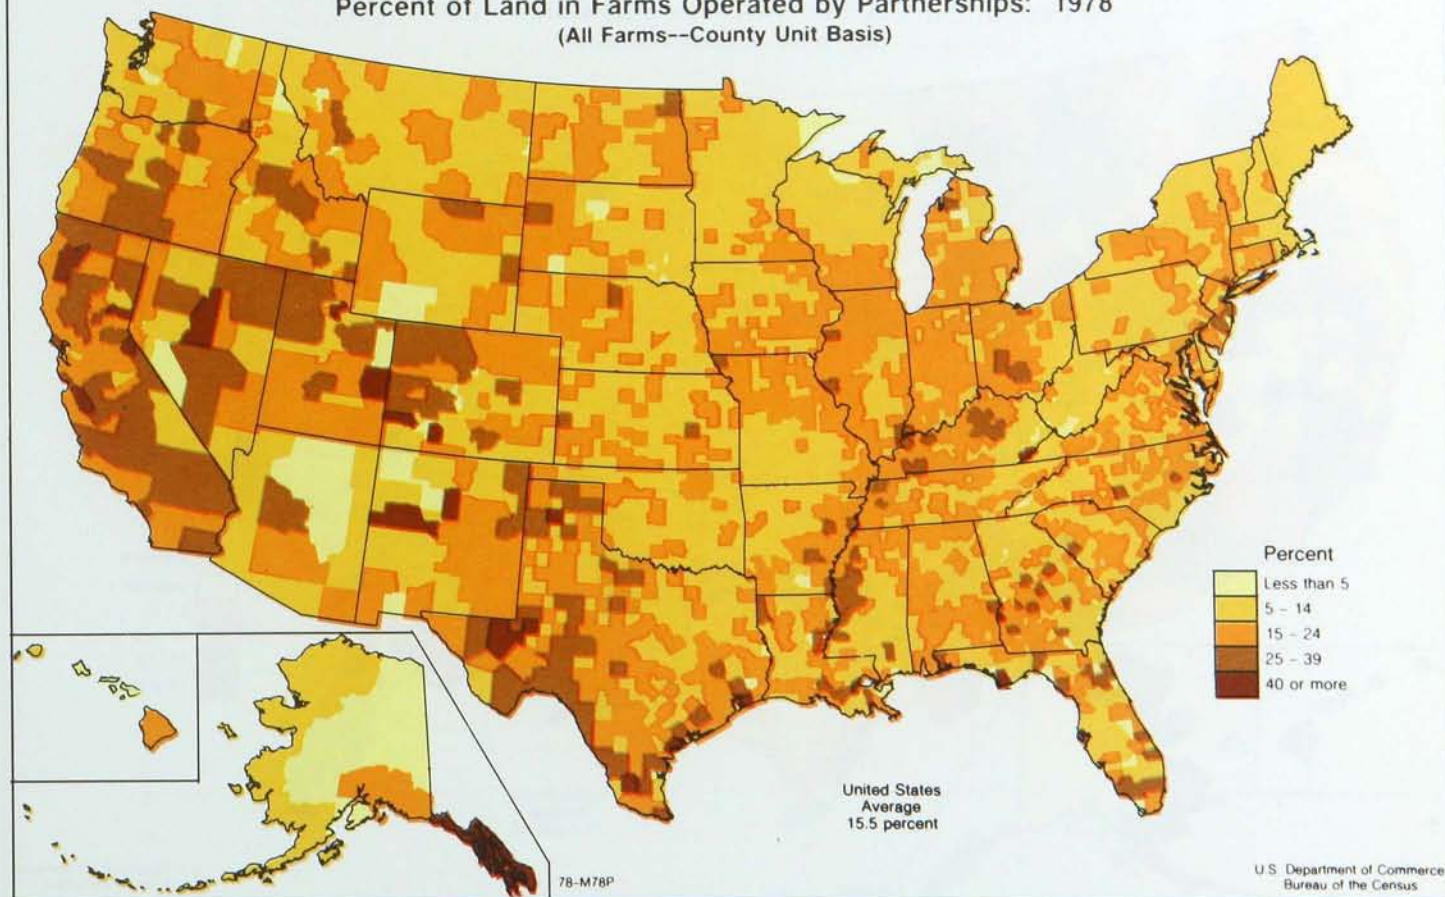 Percent of Land in Farms Operated by Partnerships: 1978
(All Farms--County Unit Basis)
Percent
Less than 5
5 - 14
15 - 24
25 - 39
40 or more
United States
Average
15.5 percent
78-M78P
U.S. Department of Commerce
Bureau of the Census